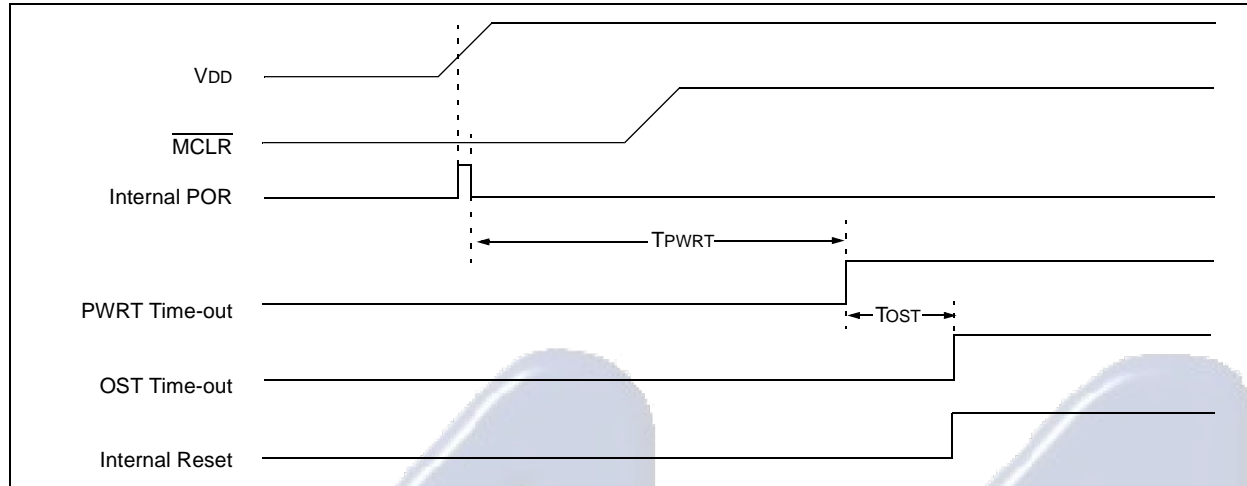 VDD
MCLR
Internal POR
TPWRT
PWRT Time-out
TOST
OST Time-out
Internal Reset